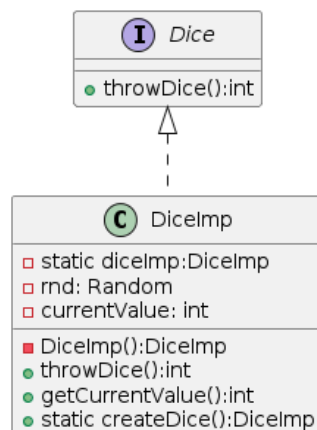 I Dice
throwDice():int
C DiceImp
static diceImp:DiceImp
rnd: Random
currentValue: int
DiceImp():DiceImp
throwDice():int
getCurrentValue():int
static createDice():DiceImp